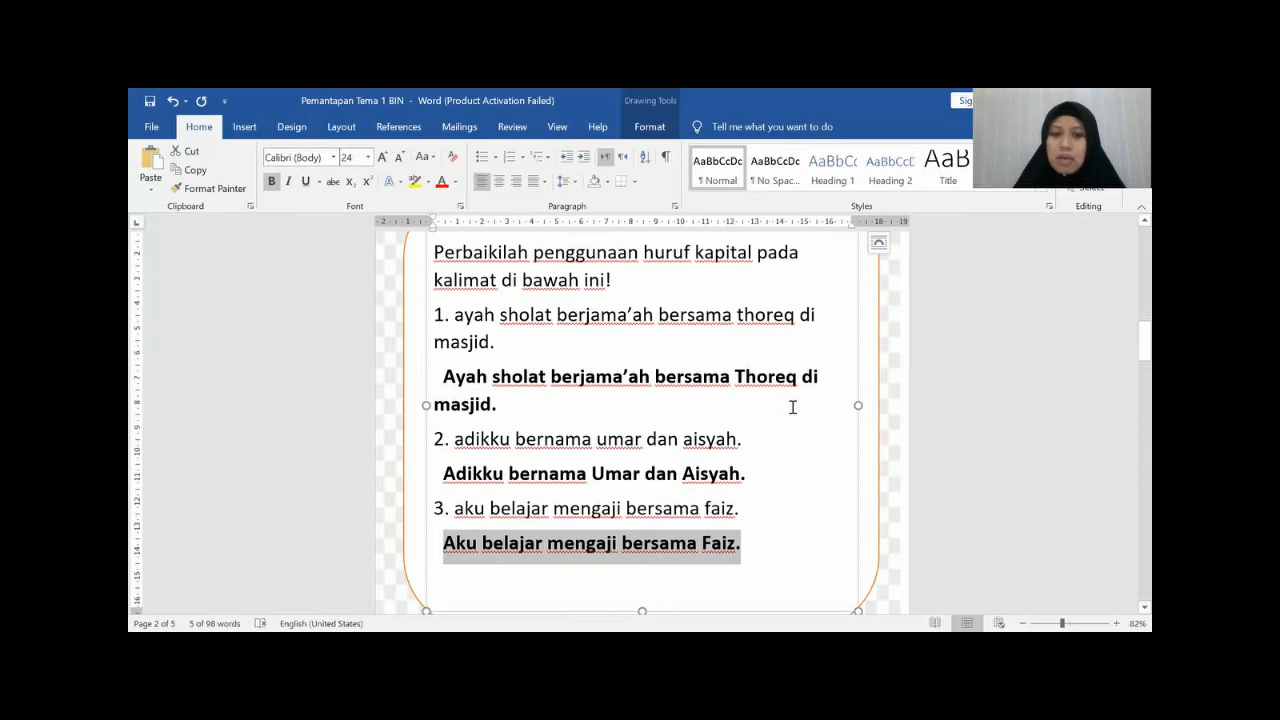 Pemantapan Tema 1 BIN - Word (Product Activation Failed)
Drawing Tools
File Home Insert Design Layout References Mailings Review View Help Format Tell me what you want to do
Cut
Copy
Format Painter
Paste
Clipboard
Calibri (Body) 24
Font
Paragraph
AaBbCcDc AaBbCcDc AaBbCc AaBbCcDc AaB
¶ Normal ¶ No Spac... Heading 1 Heading 2 Title
Styles
Editing
Perbaikilah penggunaan huruf kapital pada
kalimat di bawah ini!
1. ayah sholat berjama’ah bersama thoreq di
masjid.
Ayah sholat berjama’ah bersama Thoreq di
masjid.
2. adikku bernama umar dan aisyah.
Adikku bernana Umar dan Aisyah.
3. aku belajar mengaji bersama faiz.
Aku belajar mengaji bersama Faiz.
Page 2 of 5 5 of 98 words English (United States) 82%